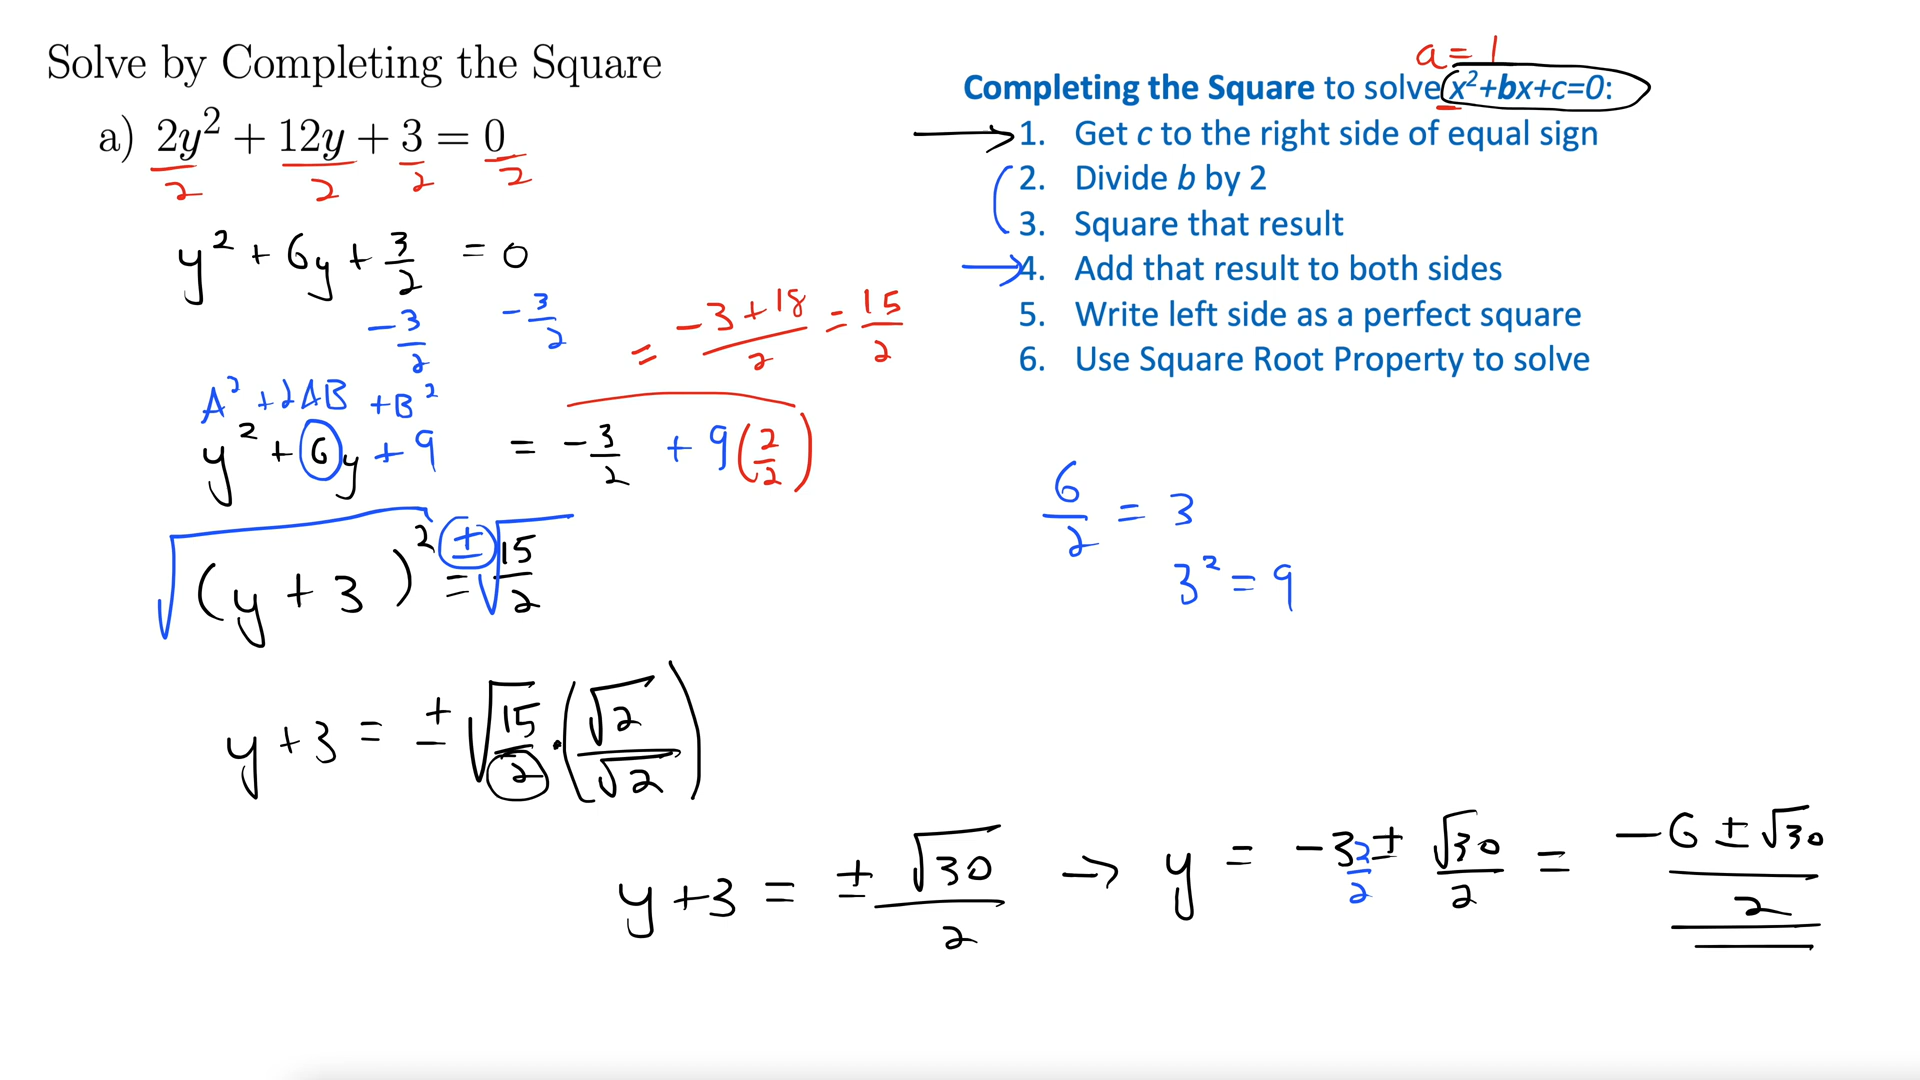 Solve by Completing the Square
a) 2y² + 12y + 3 = 0
2 2 2 2
y² + 6y + 3/2 = 0
- 3/2 - 3/2
= (-3+18)/2 = 15/2
A² + 2AB + B²
y² + 6y + 9 = - 3/2 + 9(2/2)
√(y + 3)² = ±√(15/2)
y + 3 = ± √(15/2) · (√2/√2)
y + 3 = ± √30/2 → y = -3 2/2 ± √30/2 = (-6 ± √30)/2
a = 1
Completing the Square to solve x²+bx+c=0:
1. Get c to the right side of equal sign
2. Divide b by 2
3. Square that result
4. Add that result to both sides
5. Write left side as a perfect square
6. Use Square Root Property to solve
6/2 = 3
3² = 9